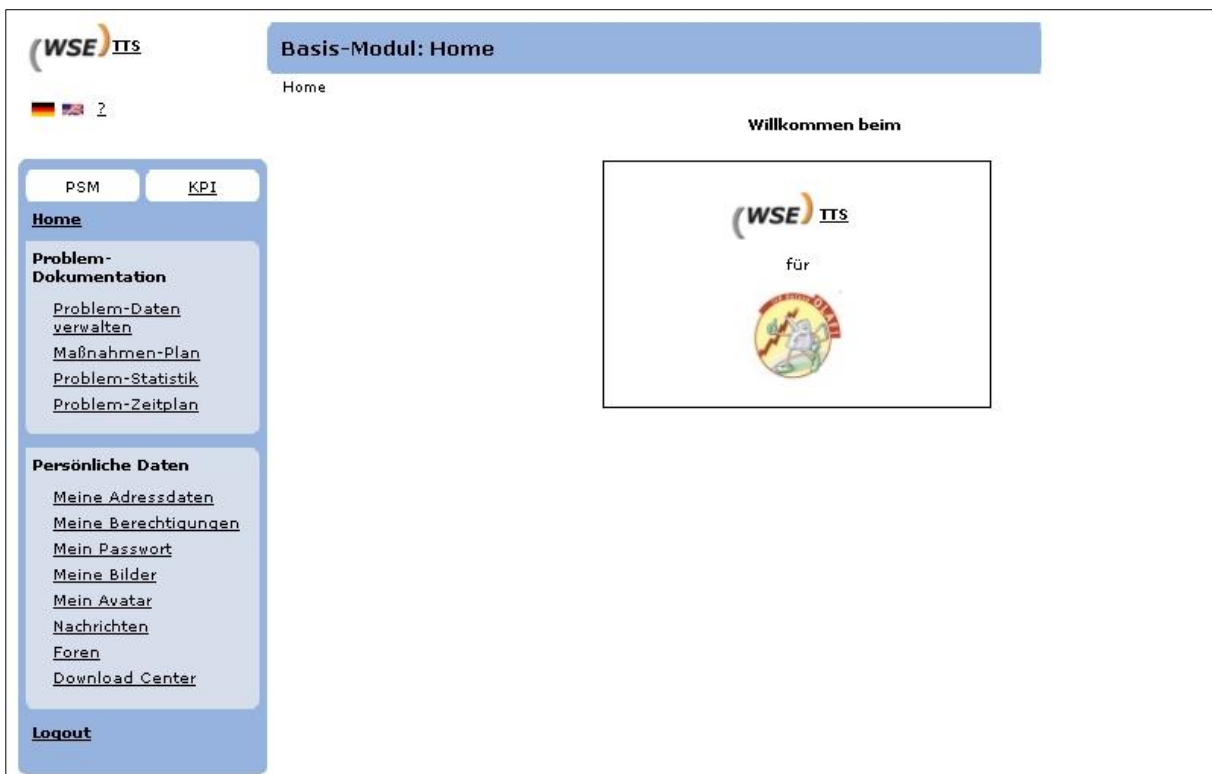 (WSE) TTS
?
PSM
KPI
Home
Problem-
Dokumentation
Problem-Daten
verwalten
Maßnahmen-Plan
Problem-Statistik
Problem-Zeitplan
Persönliche Daten
Meine Adressdaten
Meine Berechtigungen
Mein Passwort
Meine Bilder
Mein Avatar
Nachrichten
Foren
Download Center
Logout
Basis-Modul: Home
Home
Willkommen beim
(WSE) TTS
für